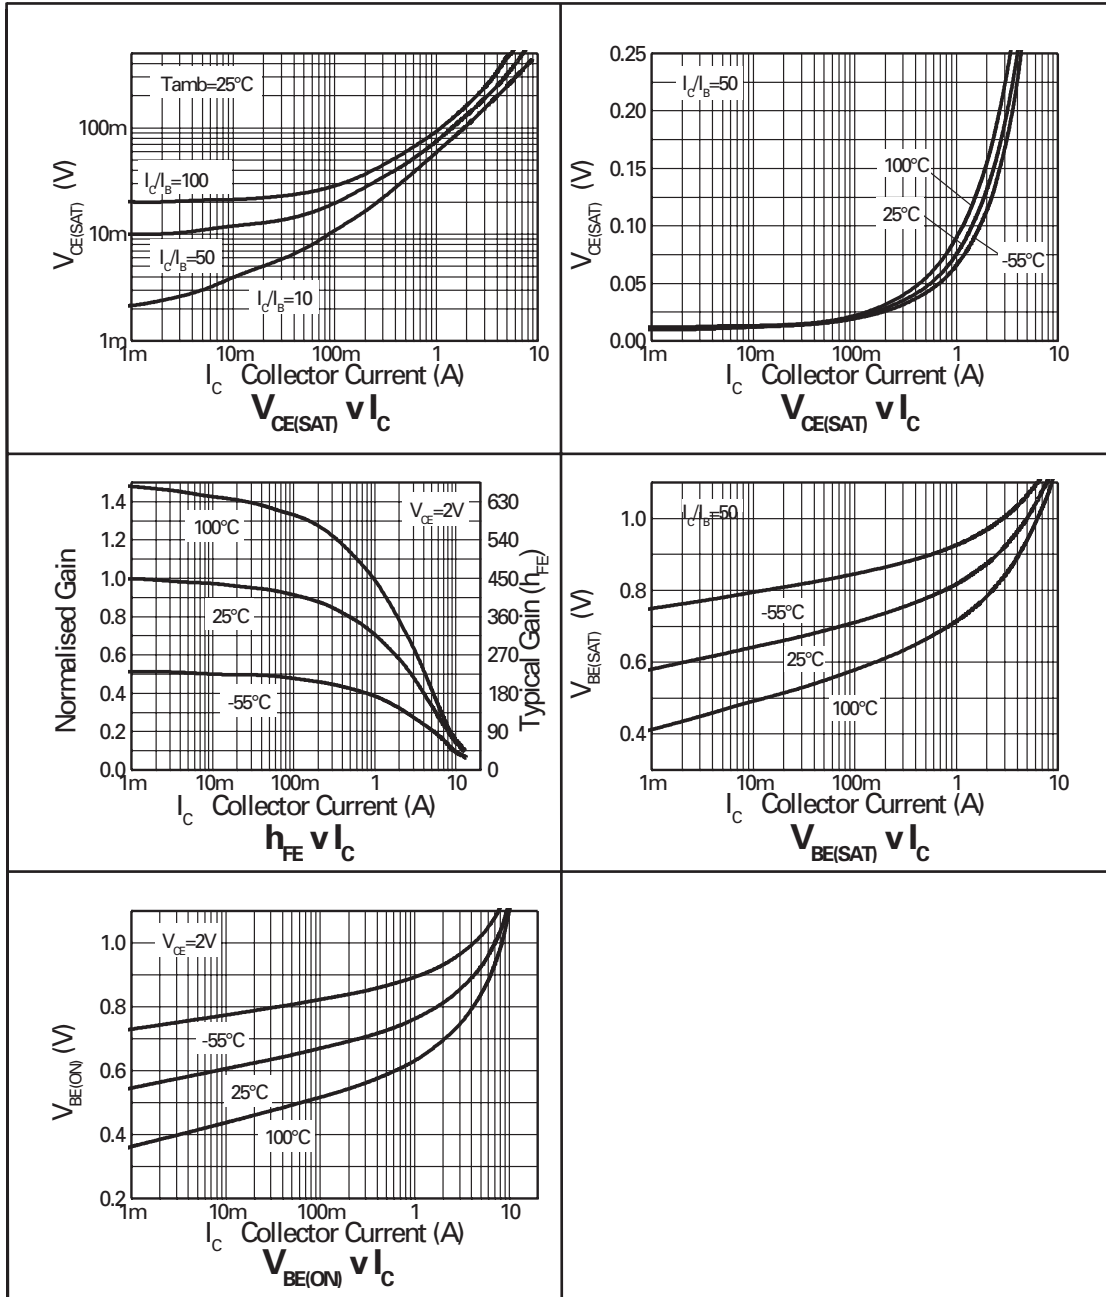 Tamb=25°C
I_C/I_B=100
I_C/I_B=50
I_C/I_B=10
100m
10m
1m
V_CE(SAT) (V)
1m 10m 100m 1 10
I_C Collector Current (A)
V_CE(SAT) v I_C
I_C/I_B=50
100°C
25°C
-55°C
0.25
0.20
0.15
0.10
0.05
0.00
V_CE(SAT) (V)
1m 10m 100m 1 10
I_C Collector Current (A)
V_CE(SAT) v I_C
V_CE=2V
100°C
25°C
-55°C
1.4
1.2
1.0
0.8
0.6
0.4
0.2
0.0
Normalised Gain
630
540
450
360
270
180
90
0
Typical Gain (h_FE)
1m 10m 100m 1 10
I_C Collector Current (A)
h_FE v I_C
I_C/I_B=50
-55°C
25°C
100°C
1.0
0.8
0.6
0.4
V_BE(SAT) (V)
1m 10m 100m 1 10
I_C Collector Current (A)
V_BE(SAT) v I_C
V_CE=2V
-55°C
25°C
100°C
1.0
0.8
0.6
0.4
0.2
V_BE(ON) (V)
1m 10m 100m 1 10
I_C Collector Current (A)
V_BE(ON) v I_C